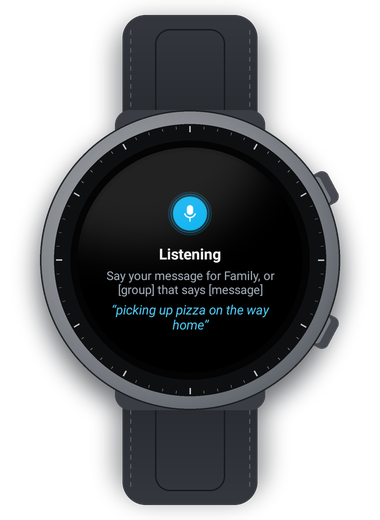 Listening
Say your message for Family, or
[group] that says [message]
“picking up pizza on the way
home”